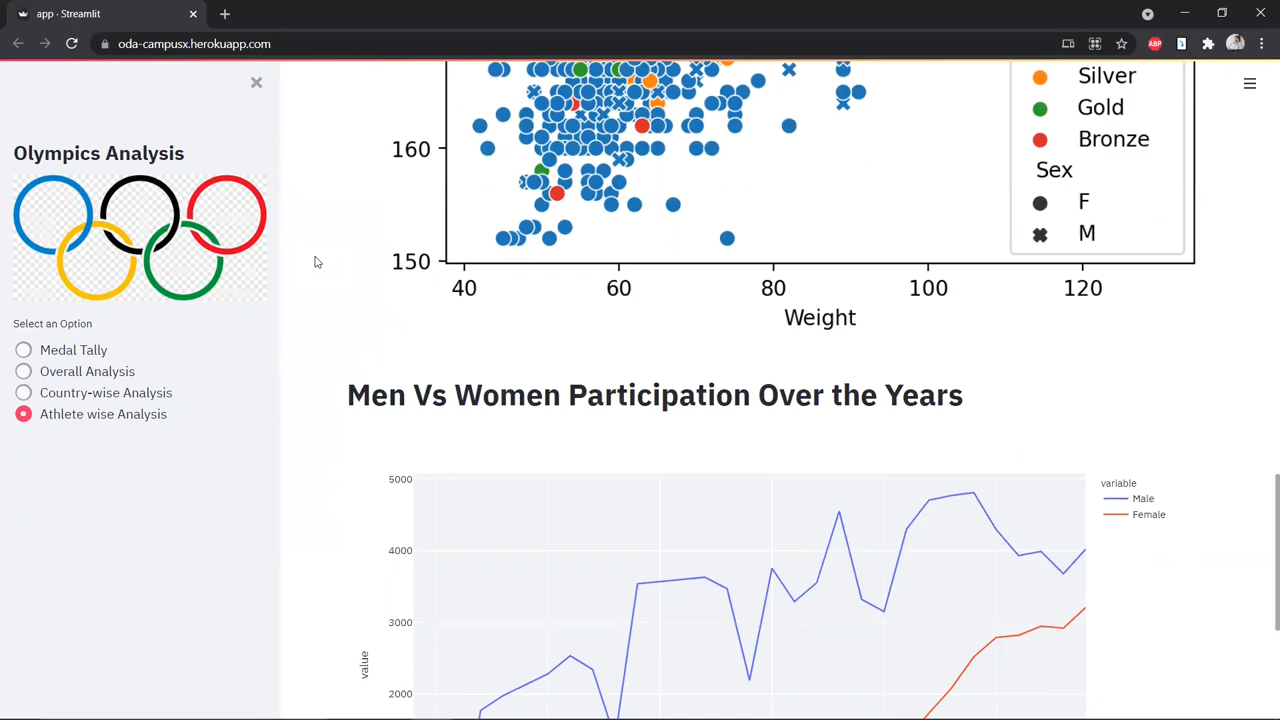 app · Streamlit
oda-campusx.herokuapp.com
ABP
Olympics Analysis
Select an Option
Medal Tally
Overall Analysis
Country-wise Analysis
Athlete wise Analysis
Silver
Gold
Bronze
Sex
F
M
160
150
40 60 80 100 120
Weight
Men Vs Women Participation Over the Years
variable
Male
Female
5000
4000
3000
2000
value